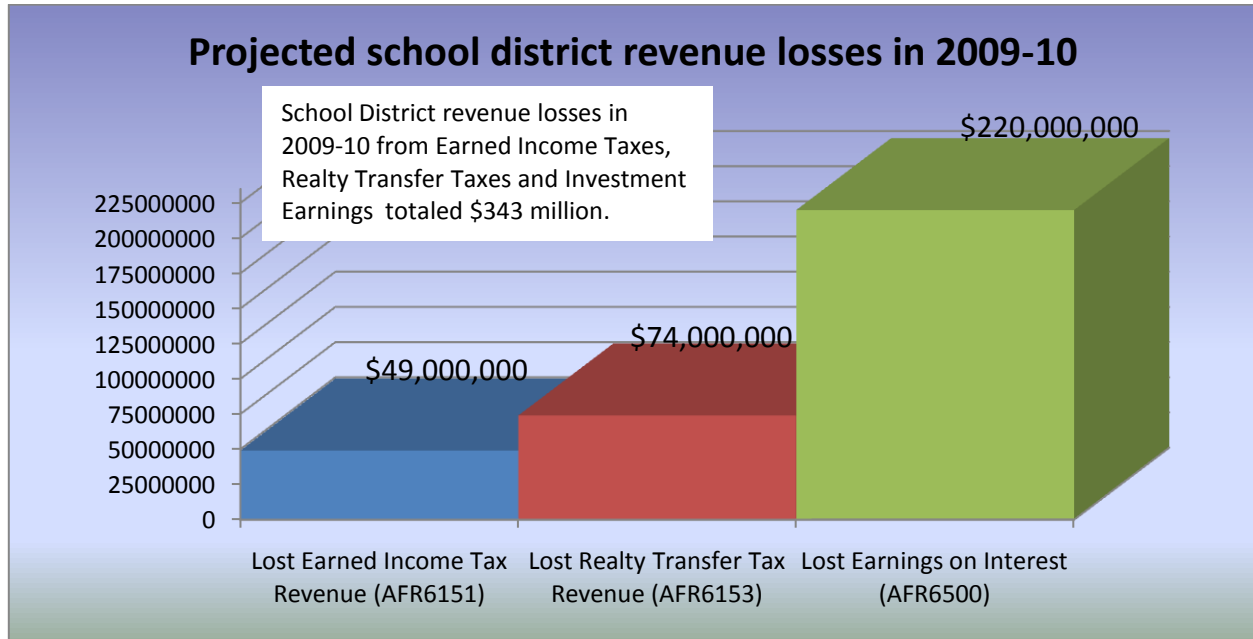 Projected school district revenue losses in 2009-10
School District revenue losses in
2009-10 from Earned Income Taxes,
Realty Transfer Taxes and Investment
Earnings  totaled $343 million.
$220,000,000
$74,000,000
$49,000,000
225000000
200000000
175000000
150000000
125000000
100000000
75000000
50000000
25000000
0
Lost Earned Income Tax
Revenue (AFR6151)
Lost Realty Transfer Tax
Revenue (AFR6153)
Lost Earnings on Interest
(AFR6500)